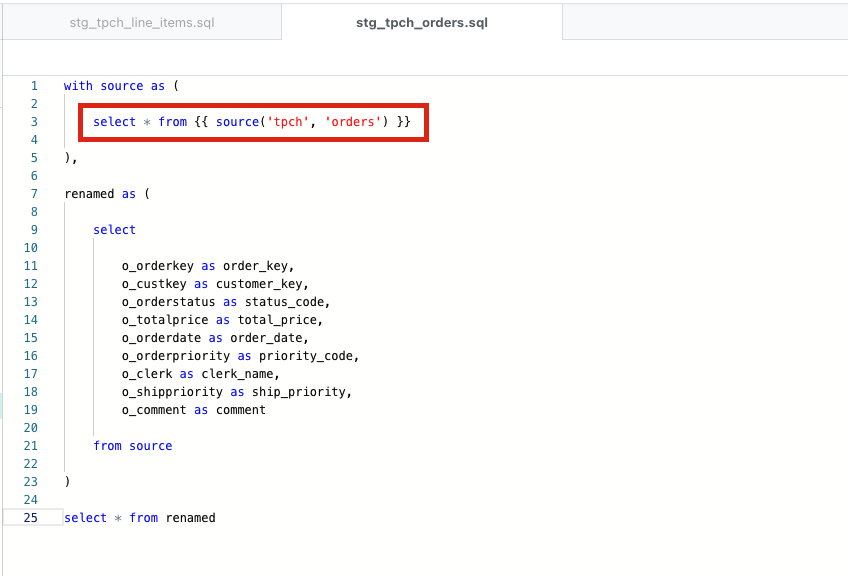 stg_tpch_line_items.sql
stg_tpch_orders.sql
1 with source as (
2
3 select * from {{ source('tpch', 'orders') }}
4
5 ),
6
7 renamed as (
8
9 select
10
11 o_orderkey as order_key,
12 o_custkey as customer_key,
13 o_orderstatus as status_code,
14 o_totalprice as total_price,
15 o_orderdate as order_date,
16 o_orderpriority as priority_code,
17 o_clerk as clerk_name,
18 o_shippriority as ship_priority,
19 o_comment as comment
20
21 from source
22
23 )
24
25 select * from renamed